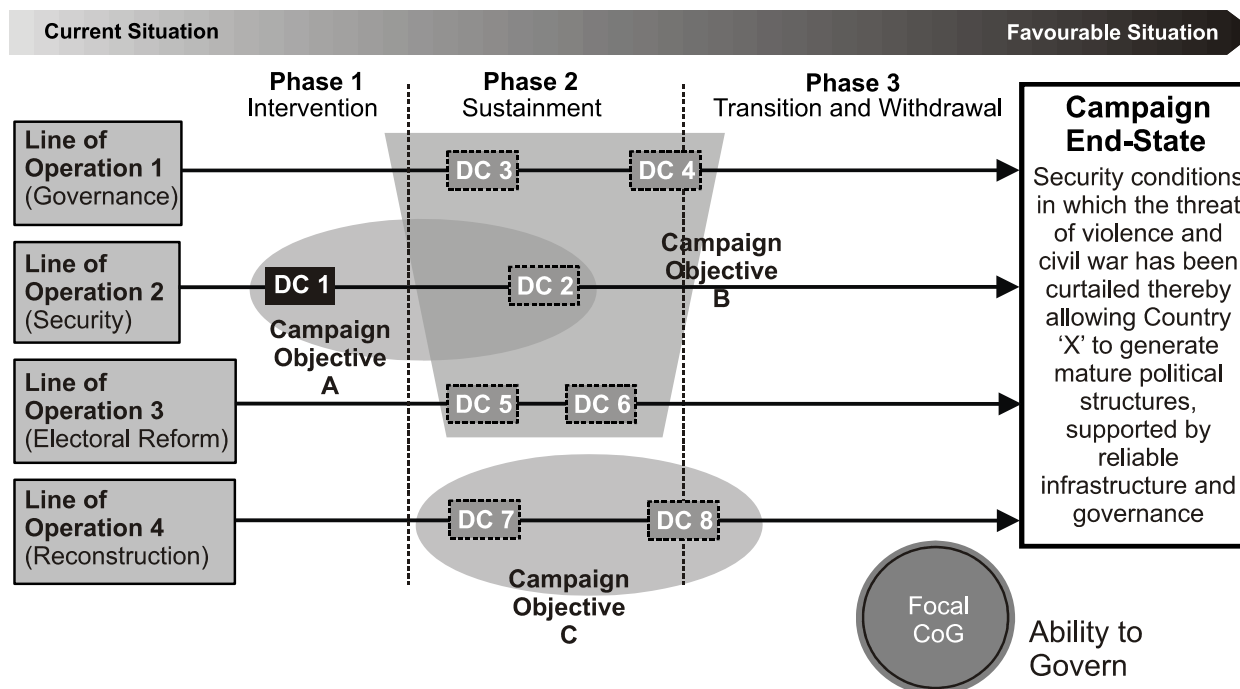 Current Situation
Favourable Situation
Phase 1
Intervention
Phase 2
Sustainment
Phase 3
Transition and Withdrawal
Line of
Operation 1
(Governance)
DC 3
DC 4
Line of
Operation 2
(Security)
DC 1
DC 2
Campaign
Objective
A
Campaign
Objective
B
Line of
Operation 3
(Electoral Reform)
DC 5
DC 6
Line of
Operation 4
(Reconstruction)
DC 7
DC 8
Campaign
Objective
C
Campaign
End-State
Security conditions
in which the threat
of violence and
civil war has been
curtailed thereby
allowing Country
‘X’ to generate
mature political
structures,
supported by
reliable
infrastructure and
governance
Focal
CoG
Ability to
Govern